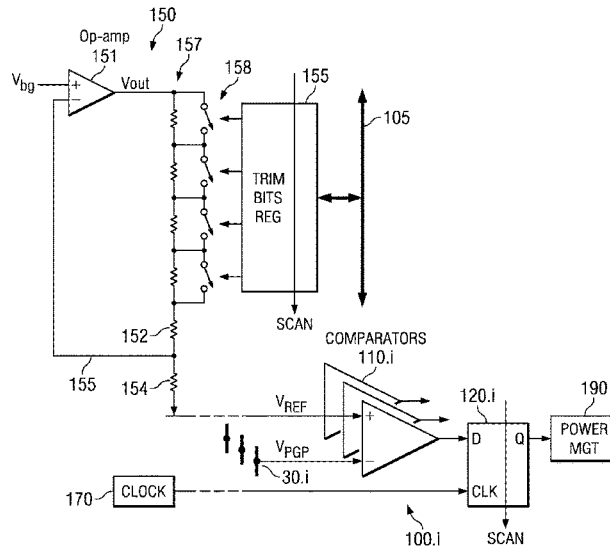 150
Op-amp
151
Vbg
+
−
Vout
157
158
155
105
TRIM
BITS
REG
SCAN
152
155
154
COMPARATORS
110.i
VREF
+
VPGP
−
30.i
120.i
D
Q
CLK
190
POWER
MGT
170
CLOCK
100.i
SCAN